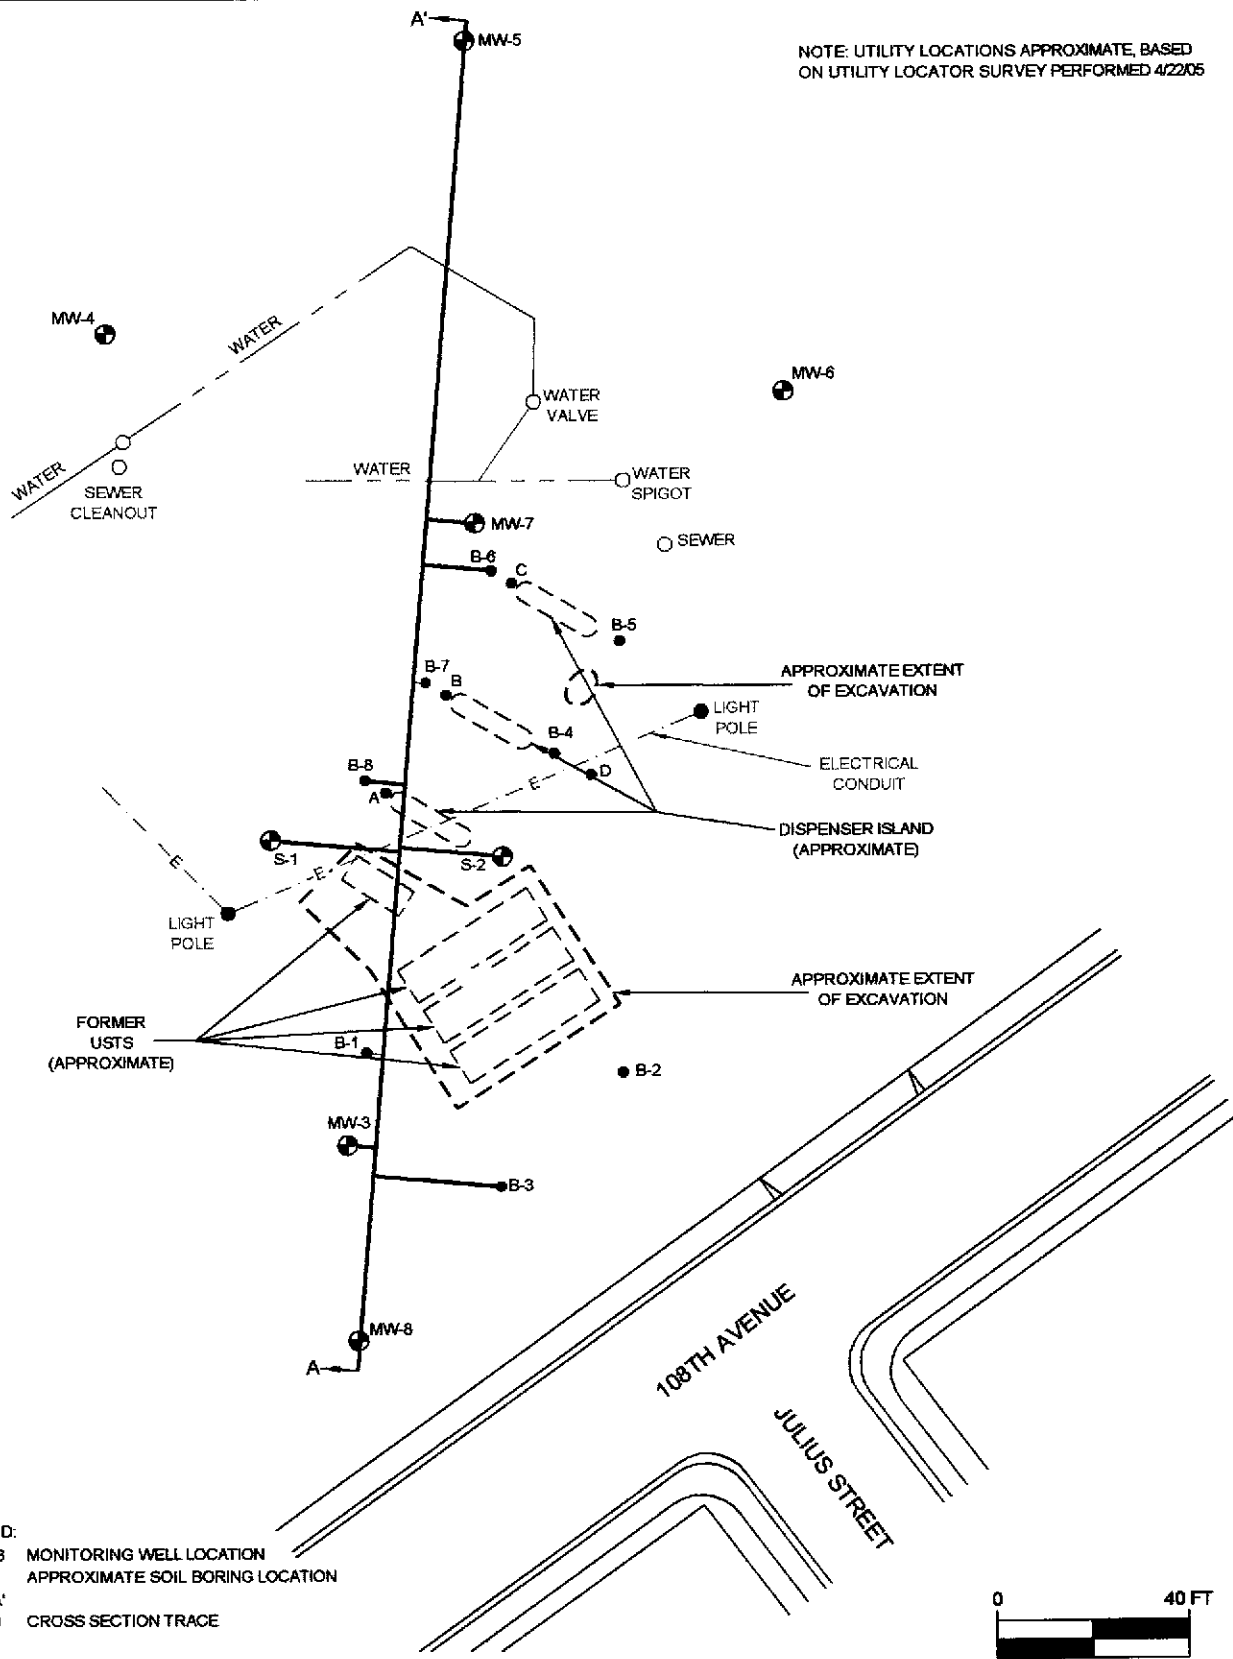 A'
MW-5
NOTE: UTILITY LOCATIONS APPROXIMATE, BASED
ON UTILITY LOCATOR SURVEY PERFORMED 4/22/05
MW-4
WATER
MW-6
WATER
VALVE
WATER
SEWER
CLEANOUT
WATER
WATER
SPIGOT
MW-7
SEWER
B-6
C
B-5
B-7
B
APPROXIMATE EXTENT
OF EXCAVATION
LIGHT
POLE
B-4
D
E
ELECTRICAL
CONDUIT
B-8
A
DISPENSER ISLAND
(APPROXIMATE)
S-1
S-2
E
E
LIGHT
POLE
APPROXIMATE EXTENT
OF EXCAVATION
FORMER
USTS
(APPROXIMATE)
B-1
B-2
MW-3
B-3
MW-8
A
108TH AVENUE
JULIUS STREET
D:
MONITORING WELL LOCATION
APPROXIMATE SOIL BORING LOCATION
CROSS SECTION TRACE
0 40 FT